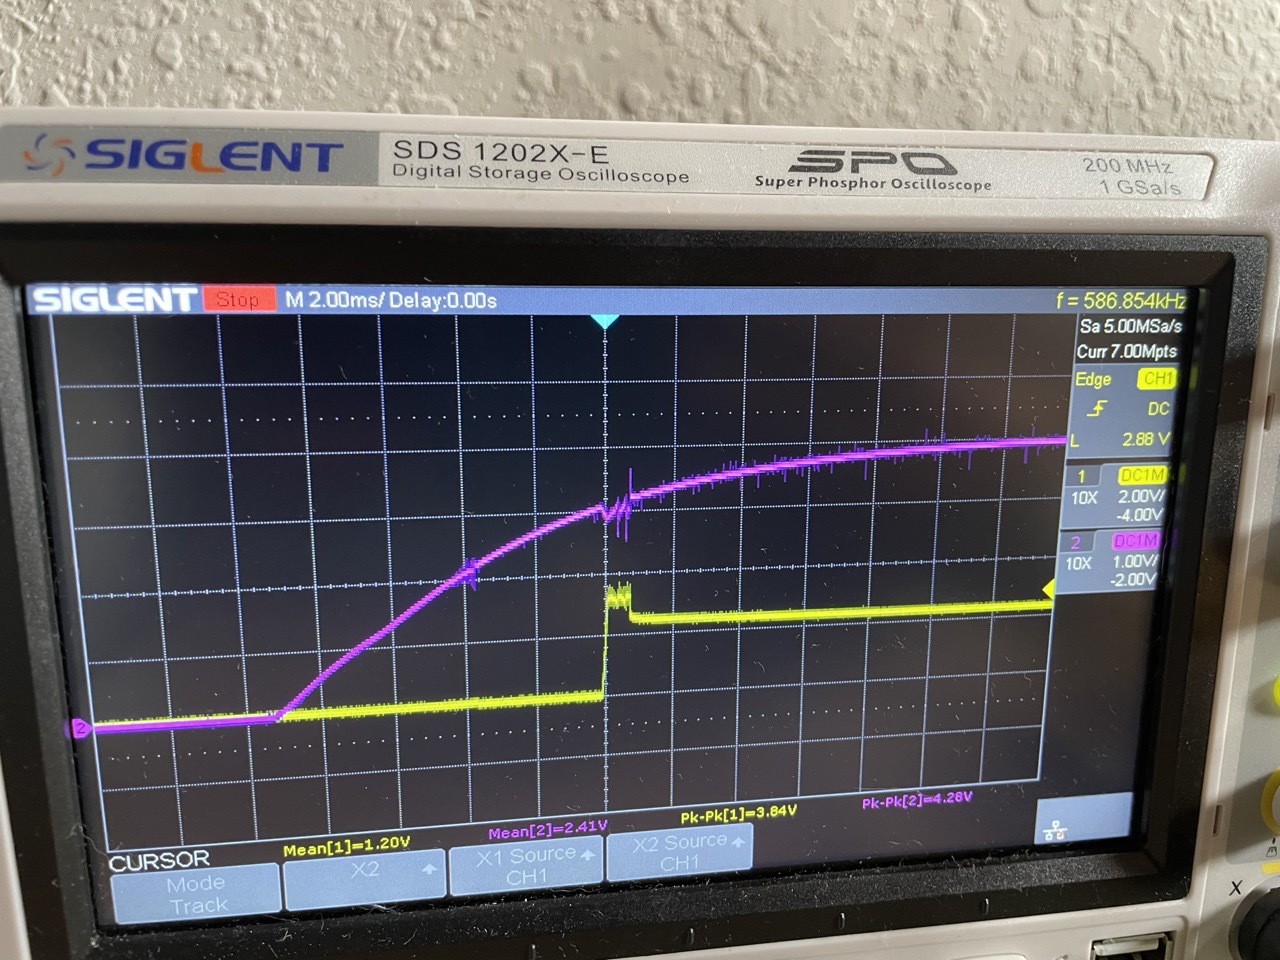 SIGLENT
SDS 1202X-E
Digital Storage Oscilloscope
SPO
Super Phosphor Oscilloscope
200 MHz
1 GSa/s
SIGLENT Stop M 2.00ms/ Delay:0.00s f = 586.854kHz
Sa 5.00MSa/s
Curr 7.00Mpts
Edge CH1
DC
L 2.88 V
1 DC1M
10X 2.00V/
-4.00V
2 DC1M
10X 1.00V/
-2.00V
2
Mean[1]=1.20V Mean[2]=2.41V Pk-Pk[1]=3.84V Pk-Pk[2]=4.28V
CURSOR
Mode
Track
X2
X1 Source
CH1
X2 Source
CH1
X